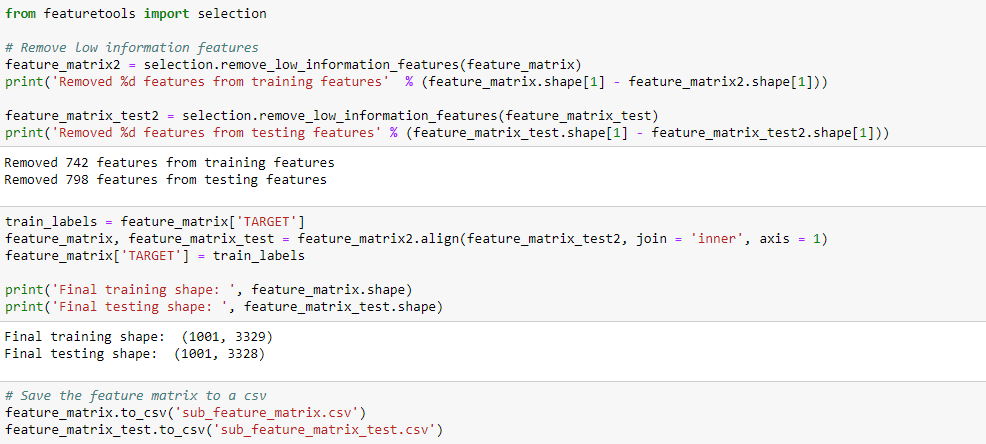 from featuretools import selection
# Remove low information features
feature_matrix2 = selection.remove_low_information_features(feature_matrix)
print('Removed %d features from training features'  % (feature_matrix.shape[1] - feature_matrix2.shape[1]))
feature_matrix_test2 = selection.remove_low_information_features(feature_matrix_test)
print('Removed %d features from testing features' % (feature_matrix_test.shape[1] - feature_matrix_test2.shape[1]))
Removed 742 features from training features
Removed 798 features from testing features
train_labels = feature_matrix['TARGET']
feature_matrix, feature_matrix_test = feature_matrix2.align(feature_matrix_test2, join = 'inner', axis = 1)
feature_matrix['TARGET'] = train_labels
print('Final training shape: ', feature_matrix.shape)
print('Final testing shape: ', feature_matrix_test.shape)
Final training shape:  (1001, 3329)
Final testing shape:  (1001, 3328)
# Save the feature matrix to a csv
feature_matrix.to_csv('sub_feature_matrix.csv')
feature_matrix_test.to_csv('sub_feature_matrix_test.csv')